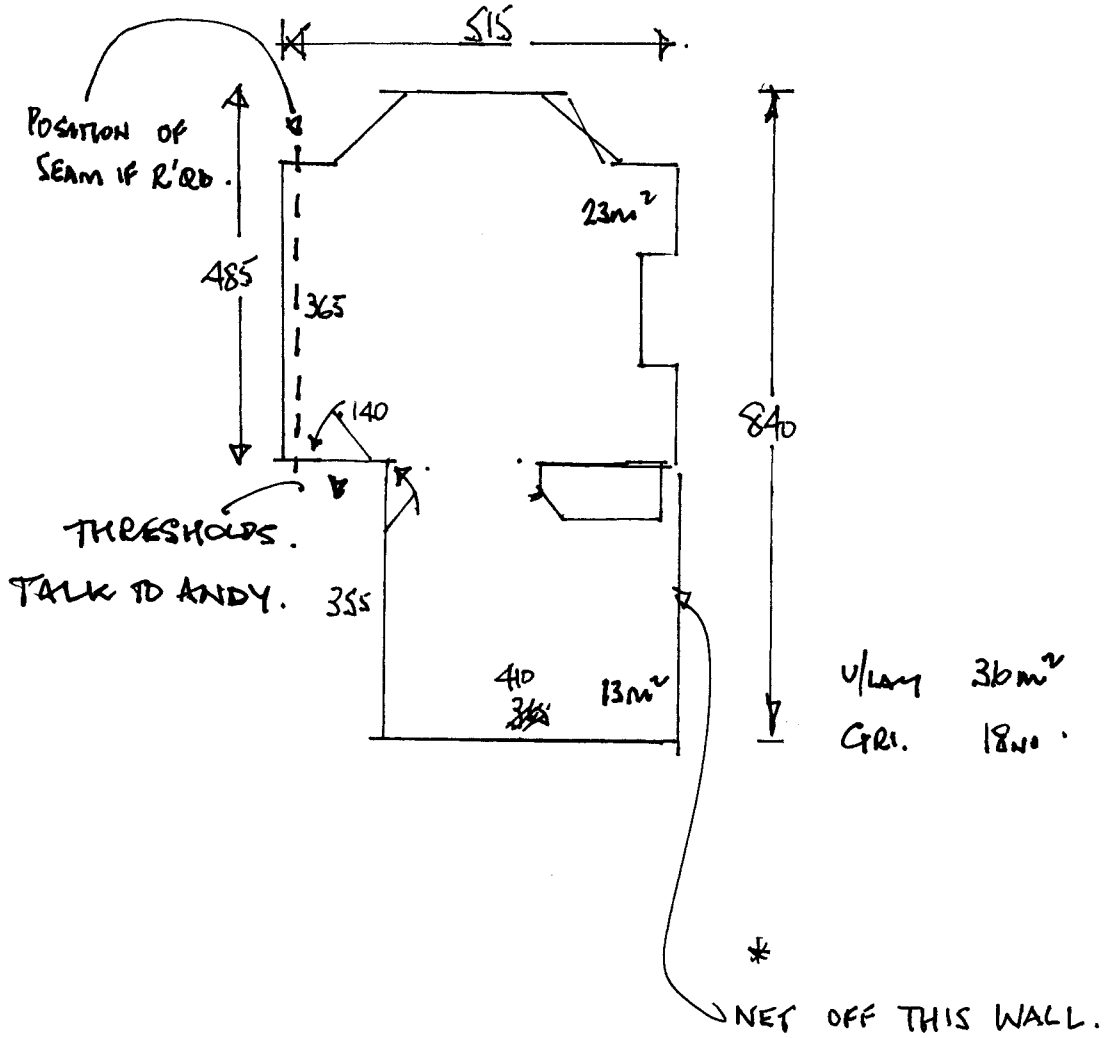 515
POSITION OF
SEAM IF R'QD.
23m²
485
365
140
840
THRESHOLDS.
TALK TO ANDY.
355
410
13m²
U/LAY 36m²
GRI. 18NO.
*
NET OFF THIS WALL.